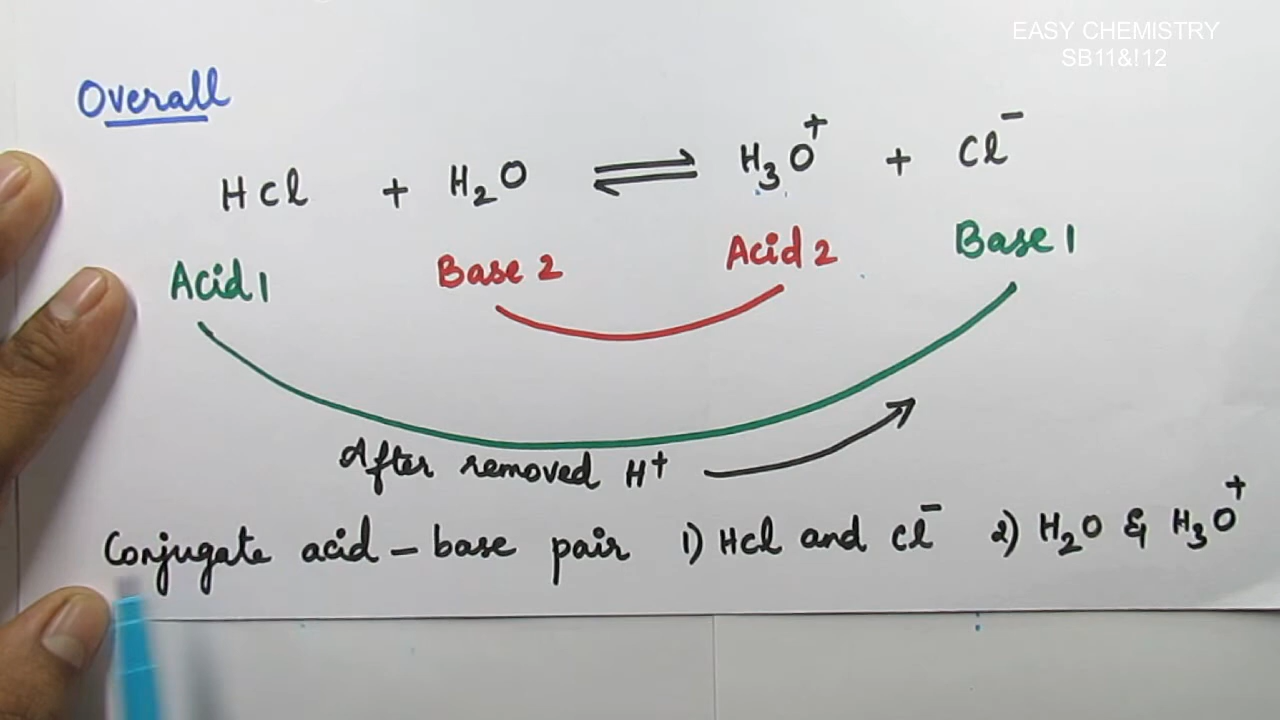 EASY CHEMISTRY
SB11&!12
Overall
HCl + H₂O ⇌ H₃O⁺ + Cl⁻
Acid 1 Base 2 Acid 2 Base 1
After removed H⁺
Conjugate acid – base pair 1) HCl and Cl⁻ 2) H₂O & H₃O⁺